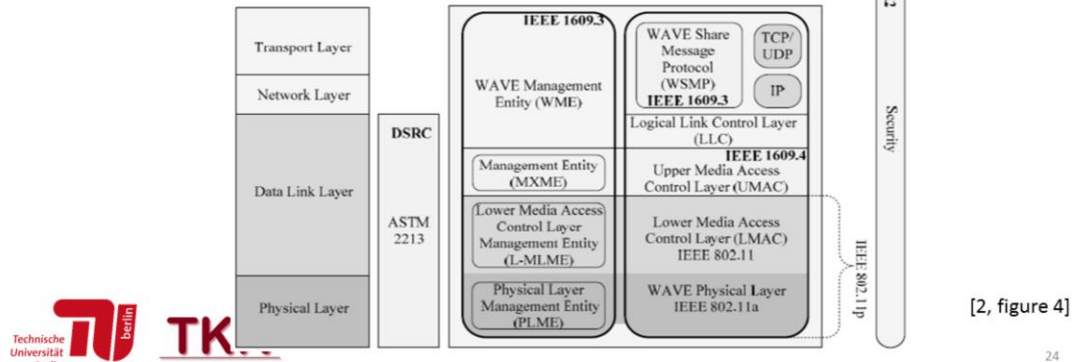 Transport Layer
Network Layer
Data Link Layer
Physical Layer
DSRC
ASTM
2213
IEEE 1609.3
WAVE Management
Entity (WME)
Management Entity
(MXME)
Lower Media Access
Control Layer
Management Entity
(L-MLME)
Physical Layer
Management Entity
(PLME)
WAVE Share
Message
Protocol
(WSMP)
IEEE 1609.3
TCP/
UDP
IP
Logical Link Control Layer
(LLC)
IEEE 1609.4
Upper Media Access
Control Layer (UMAC)
Lower Media Access
Control Layer (LMAC)
IEEE 802.11
WAVE Physical Layer
IEEE 802.11a
IEEE 802.11p
Security
[2, figure 4]
Technische
Universität
berlin
24